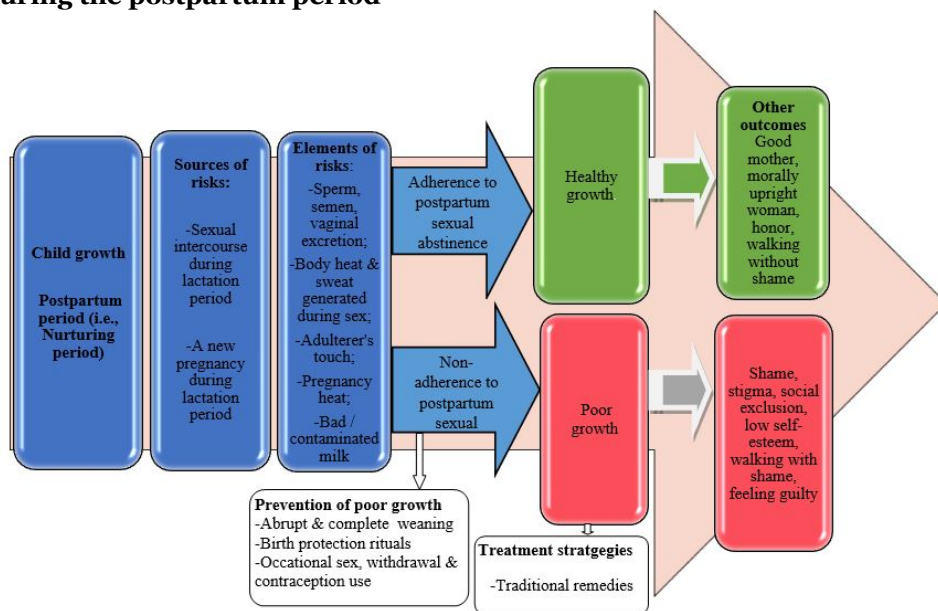 uring the postpartum period
Child growth
Postpartum
period (i.e.,
Nurturing
period)
Sources of
risks:
-Sexual
intercourse
during
lactation
period
-A new
pregnancy
during
lactation
period
Elements of
risks:
-Sperm,
semen,
vaginal
excretion;
-Body heat &
sweat
generated
during sex;
-Adulterer's
touch;
-Pregnancy
heat;
-Bad /
contaminated
milk
Adherence to
postpartum
sexual
abstinence
Non-
adherence to
postpartum
sexual
Healthy
growth
Poor
growth
Other
outcomes
Good
mother,
morally
upright
woman,
honor,
walking
without
shame
Shame,
stigma, social
exclusion,
low self-
esteem,
walking with
shame,
feeling guilty
Prevention of poor growth
-Abrupt & complete weaning
-Birth protection rituals
-Occational sex, withdrawal &
contraception use
Treatment stratgegies
-Traditional remedies